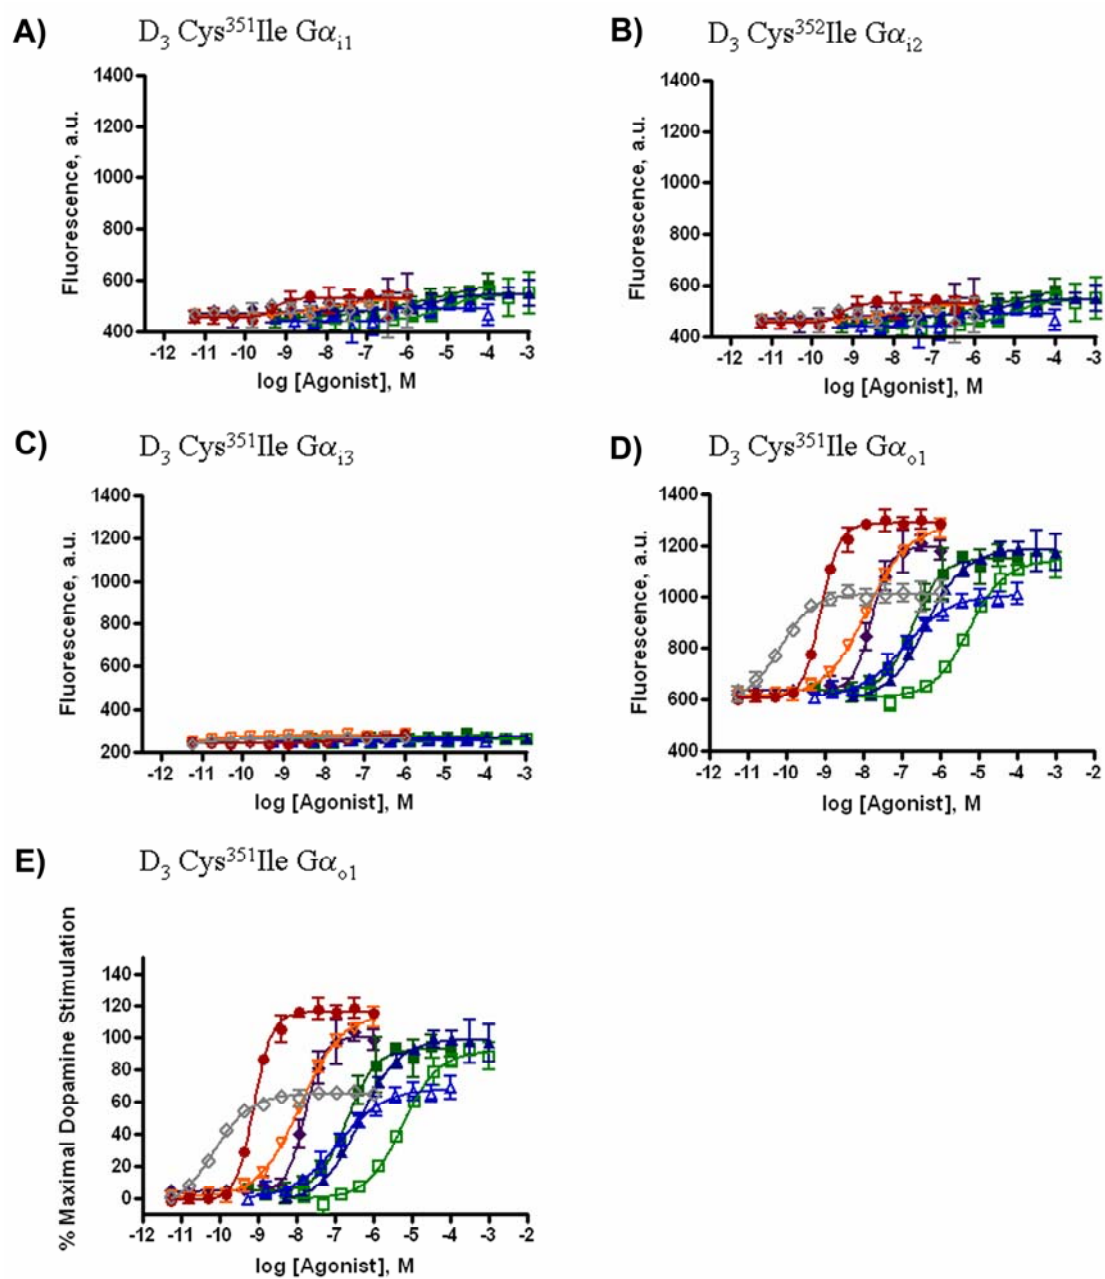 A) D₃ Cys³⁵¹Ile Gαᵢ₁
1400
1200
1000
800
600
400
Fluorescence, a.u.
-12 -11 -10 -9 -8 -7 -6 -5 -4 -3
log [Agonist], M
B) D₃ Cys³⁵²Ile Gαᵢ₂
1400
1200
1000
800
600
400
Fluorescence, a.u.
-12 -11 -10 -9 -8 -7 -6 -5 -4 -3
log [Agonist], M
C) D₃ Cys³⁵¹Ile Gαᵢ₃
1400
1200
1000
800
600
400
200
Fluorescence, a.u.
-12 -11 -10 -9 -8 -7 -6 -5 -4 -3
log [Agonist], M
D) D₃ Cys³⁵¹Ile Gαₒ₁
1400
1200
1000
800
600
400
Fluorescence, a.u.
-12 -11 -10 -9 -8 -7 -6 -5 -4 -3 -2
log [Agonist], M
E) D₃ Cys³⁵¹Ile Gαₒ₁
140
120
100
80
60
40
20
0
% Maximal Dopamine Stimulation
-12 -11 -10 -9 -8 -7 -6 -5 -4 -3 -2
log [Agonist], M